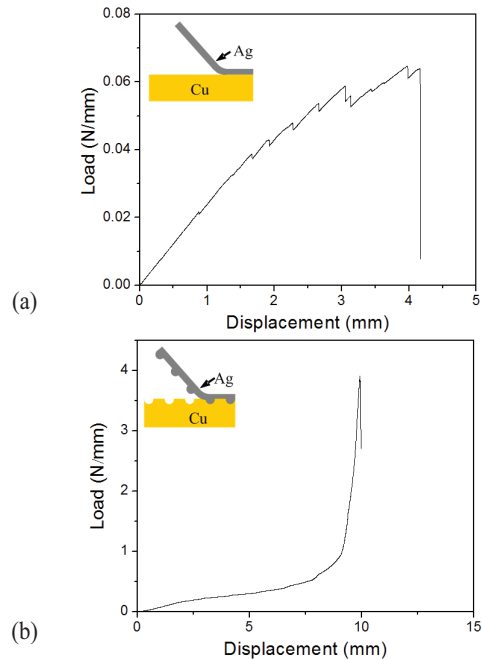 (a)
Load (N/mm)
0.08
0.06
0.04
0.02
0.00
Ag
Cu
0 1 2 3 4 5
Displacement (mm)
(b)
Load (N/mm)
4
3
2
1
0
Ag
Cu
0 5 10 15
Displacement (mm)